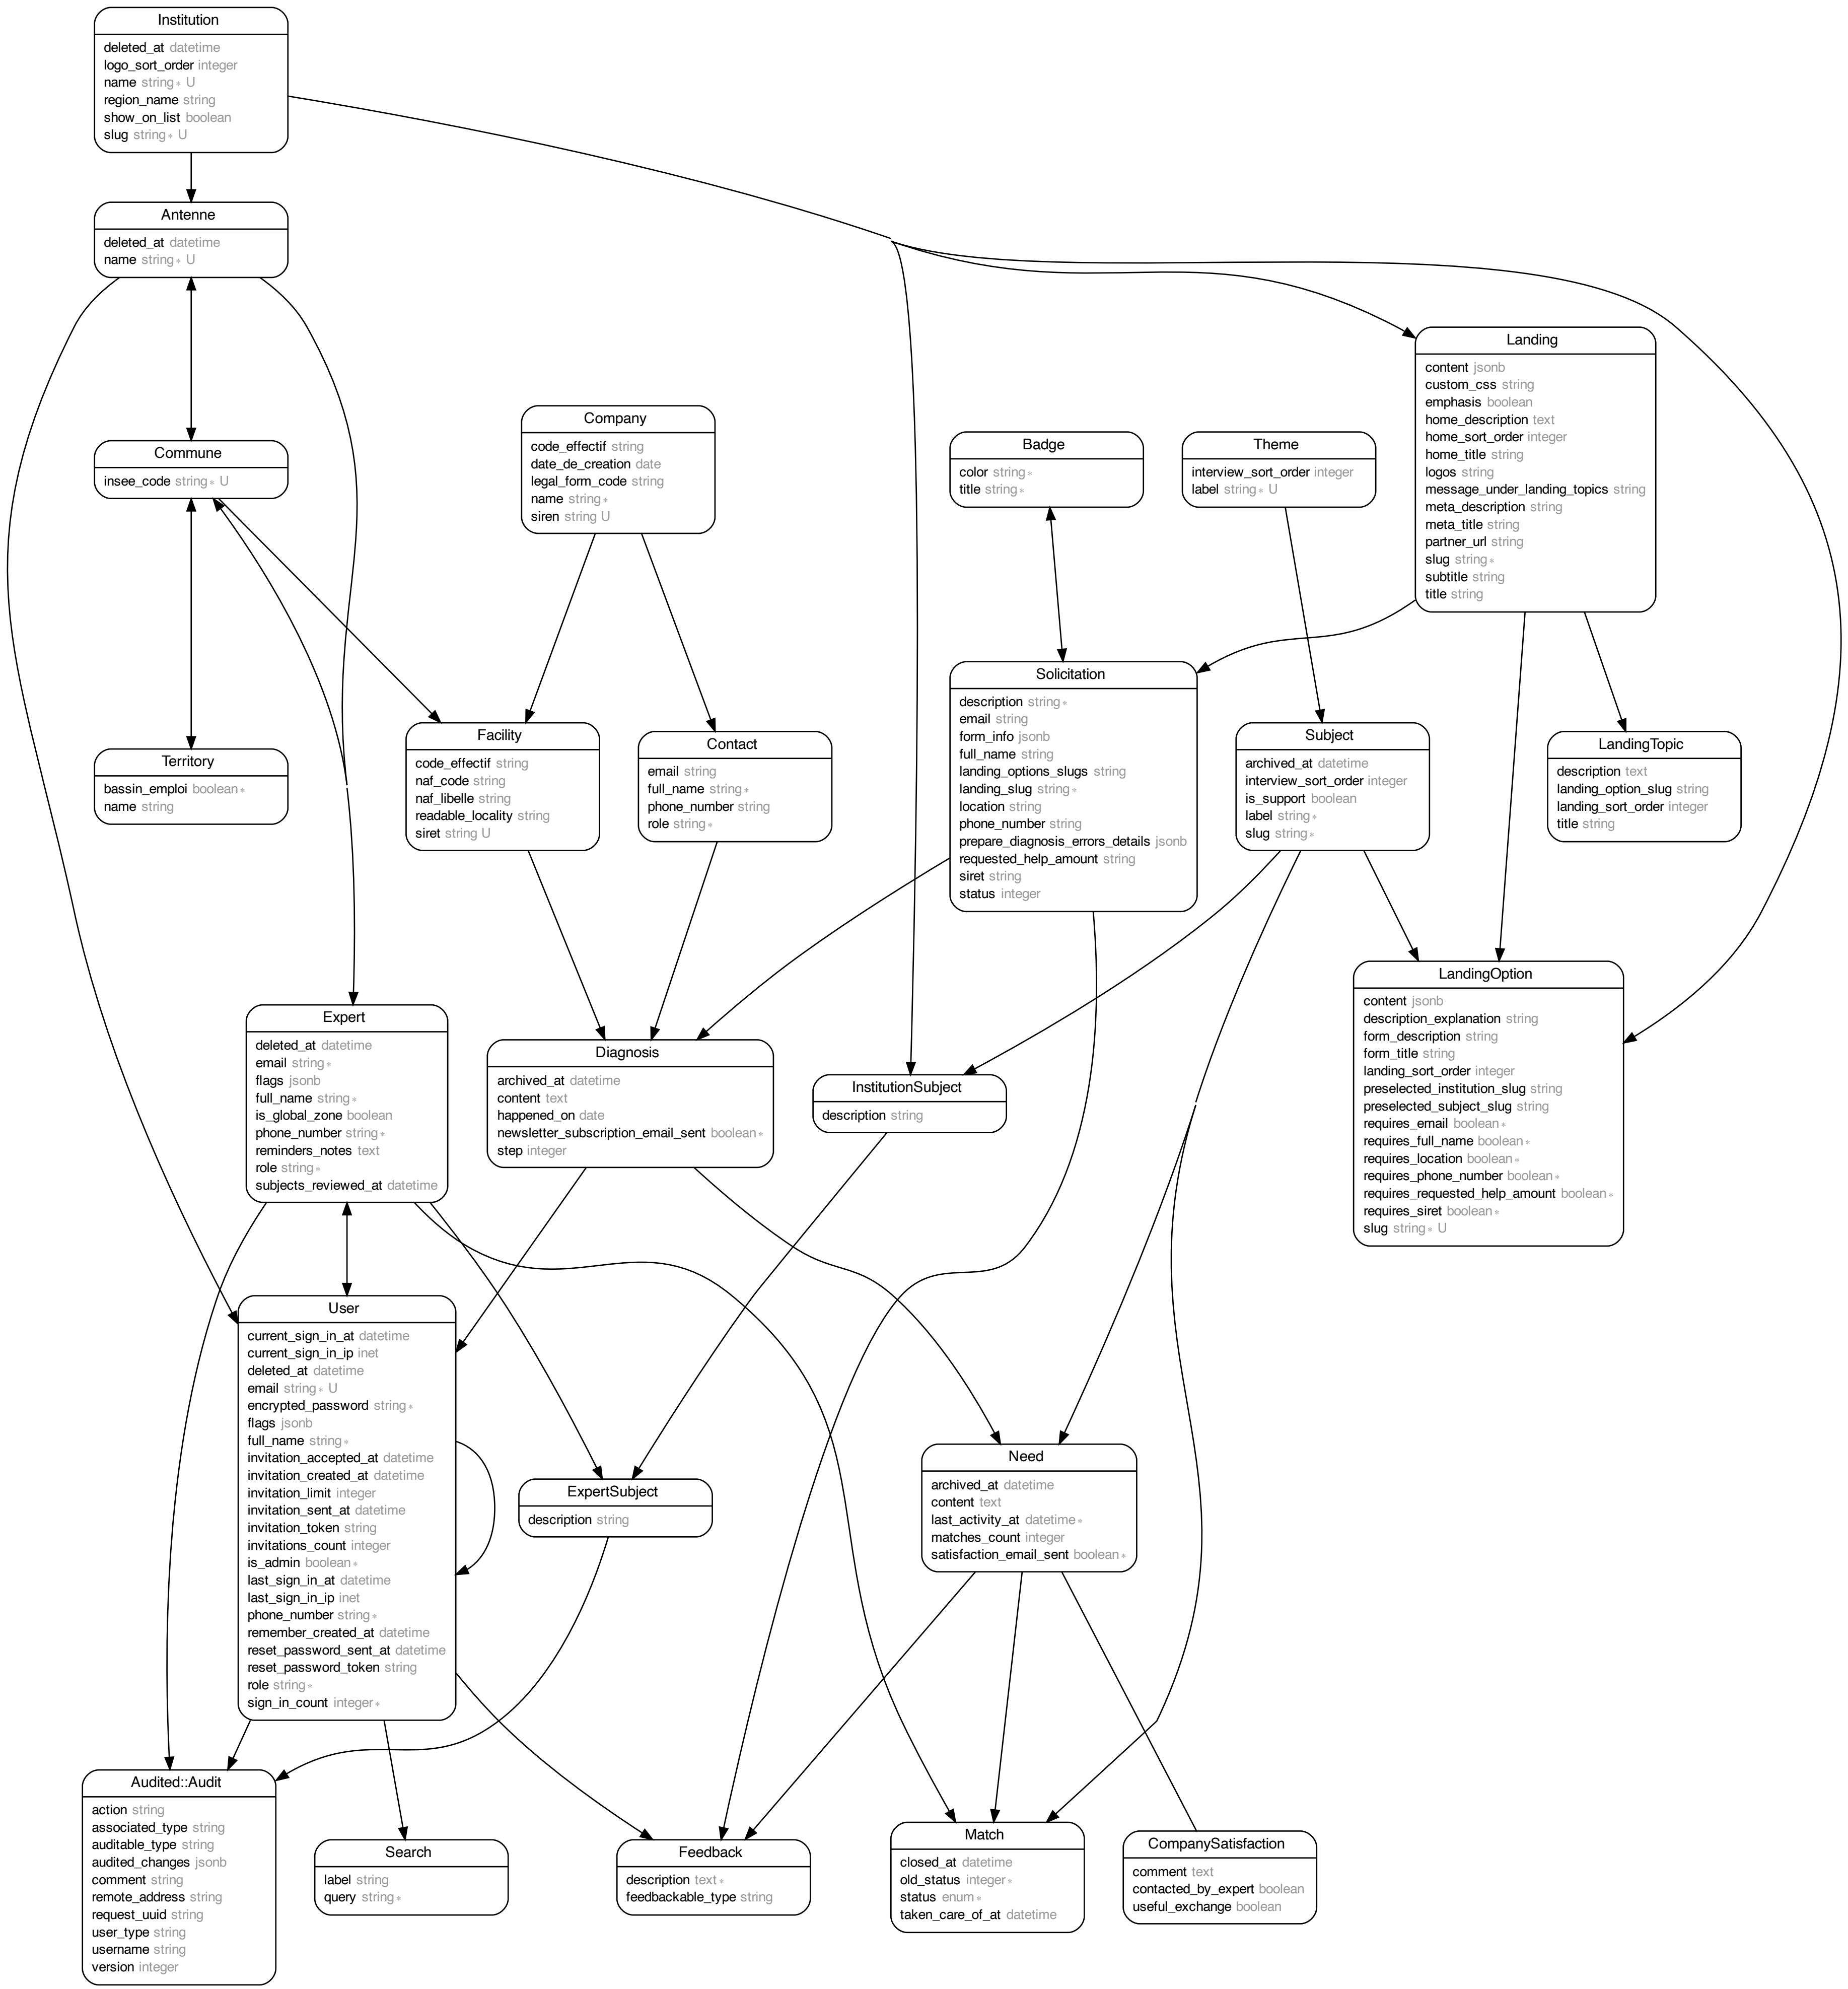 Institution
deleted_at datetime
logo_sort_order integer
name string∗ U
region_name string
show_on_list boolean
slug string∗ U
Antenne
deleted_at datetime
name string∗ U
Landing
content jsonb
custom_css string
emphasis boolean
home_description text
home_sort_order integer
home_title string
logos string
message_under_landing_topics string
meta_description string
meta_title string
partner_url string
slug string∗
subtitle string
title string
Company
code_effectif string
date_de_creation date
legal_form_code string
name string∗
siren string U
Badge
color string∗
title string∗
Theme
interview_sort_order integer
label string∗ U
Commune
insee_code string∗ U
Solicitation
description string∗
email string
form_info jsonb
full_name string
landing_options_slugs string
landing_slug string∗
location string
phone_number string
prepare_diagnosis_errors_details jsonb
requested_help_amount string
siret string
status integer
Facility
code_effectif string
naf_code string
naf_libelle string
readable_locality string
siret string U
Contact
email string
full_name string∗
phone_number string
role string∗
Subject
archived_at datetime
interview_sort_order integer
is_support boolean
label string∗
slug string∗
LandingTopic
description text
landing_option_slug string
landing_sort_order integer
title string
Territory
bassin_emploi boolean∗
name string
LandingOption
content jsonb
description_explanation string
form_description string
form_title string
landing_sort_order integer
preselected_institution_slug string
preselected_subject_slug string
requires_email boolean∗
requires_full_name boolean∗
requires_location boolean∗
requires_phone_number boolean∗
requires_requested_help_amount boolean∗
requires_siret boolean∗
slug string∗ U
Expert
deleted_at datetime
email string∗
flags jsonb
full_name string∗
is_global_zone boolean
phone_number string∗
reminders_notes text
role string∗
subjects_reviewed_at datetime
Diagnosis
archived_at datetime
content text
happened_on date
newsletter_subscription_email_sent boolean∗
step integer
InstitutionSubject
description string
User
current_sign_in_at datetime
current_sign_in_ip inet
deleted_at datetime
email string∗ U
encrypted_password string∗
flags jsonb
full_name string∗
invitation_accepted_at datetime
invitation_created_at datetime
invitation_limit integer
invitation_sent_at datetime
invitation_token string
invitations_count integer
is_admin boolean∗
last_sign_in_at datetime
last_sign_in_ip inet
phone_number string∗
remember_created_at datetime
reset_password_sent_at datetime
reset_password_token string
role string∗
sign_in_count integer∗
Need
archived_at datetime
content text
last_activity_at datetime∗
matches_count integer
satisfaction_email_sent boolean∗
ExpertSubject
description string
Audited::Audit
action string
associated_type string
auditable_type string
audited_changes jsonb
comment string
remote_address string
request_uuid string
user_type string
username string
version integer
Search
label string
query string∗
Feedback
description text∗
feedbackable_type string
Match
closed_at datetime
old_status integer∗
status enum∗
taken_care_of_at datetime
CompanySatisfaction
comment text
contacted_by_expert boolean
useful_exchange boolean